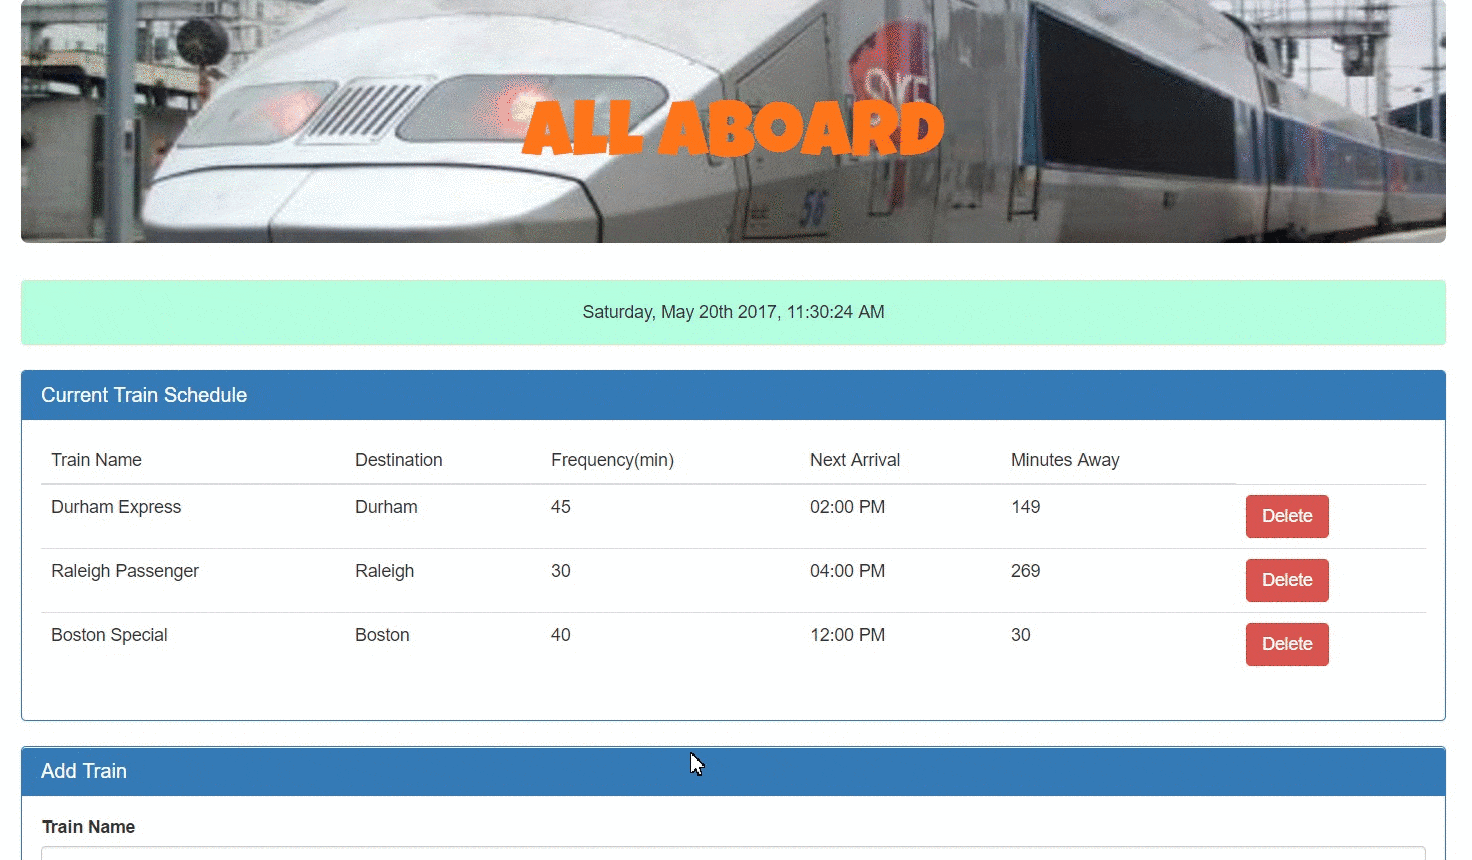 ALL ABOARD
56
Saturday, May 20th 2017, 11:30:24 AM
Current Train Schedule
Train Name Destination Frequency(min) Next Arrival Minutes Away
Durham Express Durham 45 02:00 PM 149 Delete
Raleigh Passenger Raleigh 30 04:00 PM 269 Delete
Boston Special Boston 40 12:00 PM 30 Delete
Add Train
Train Name